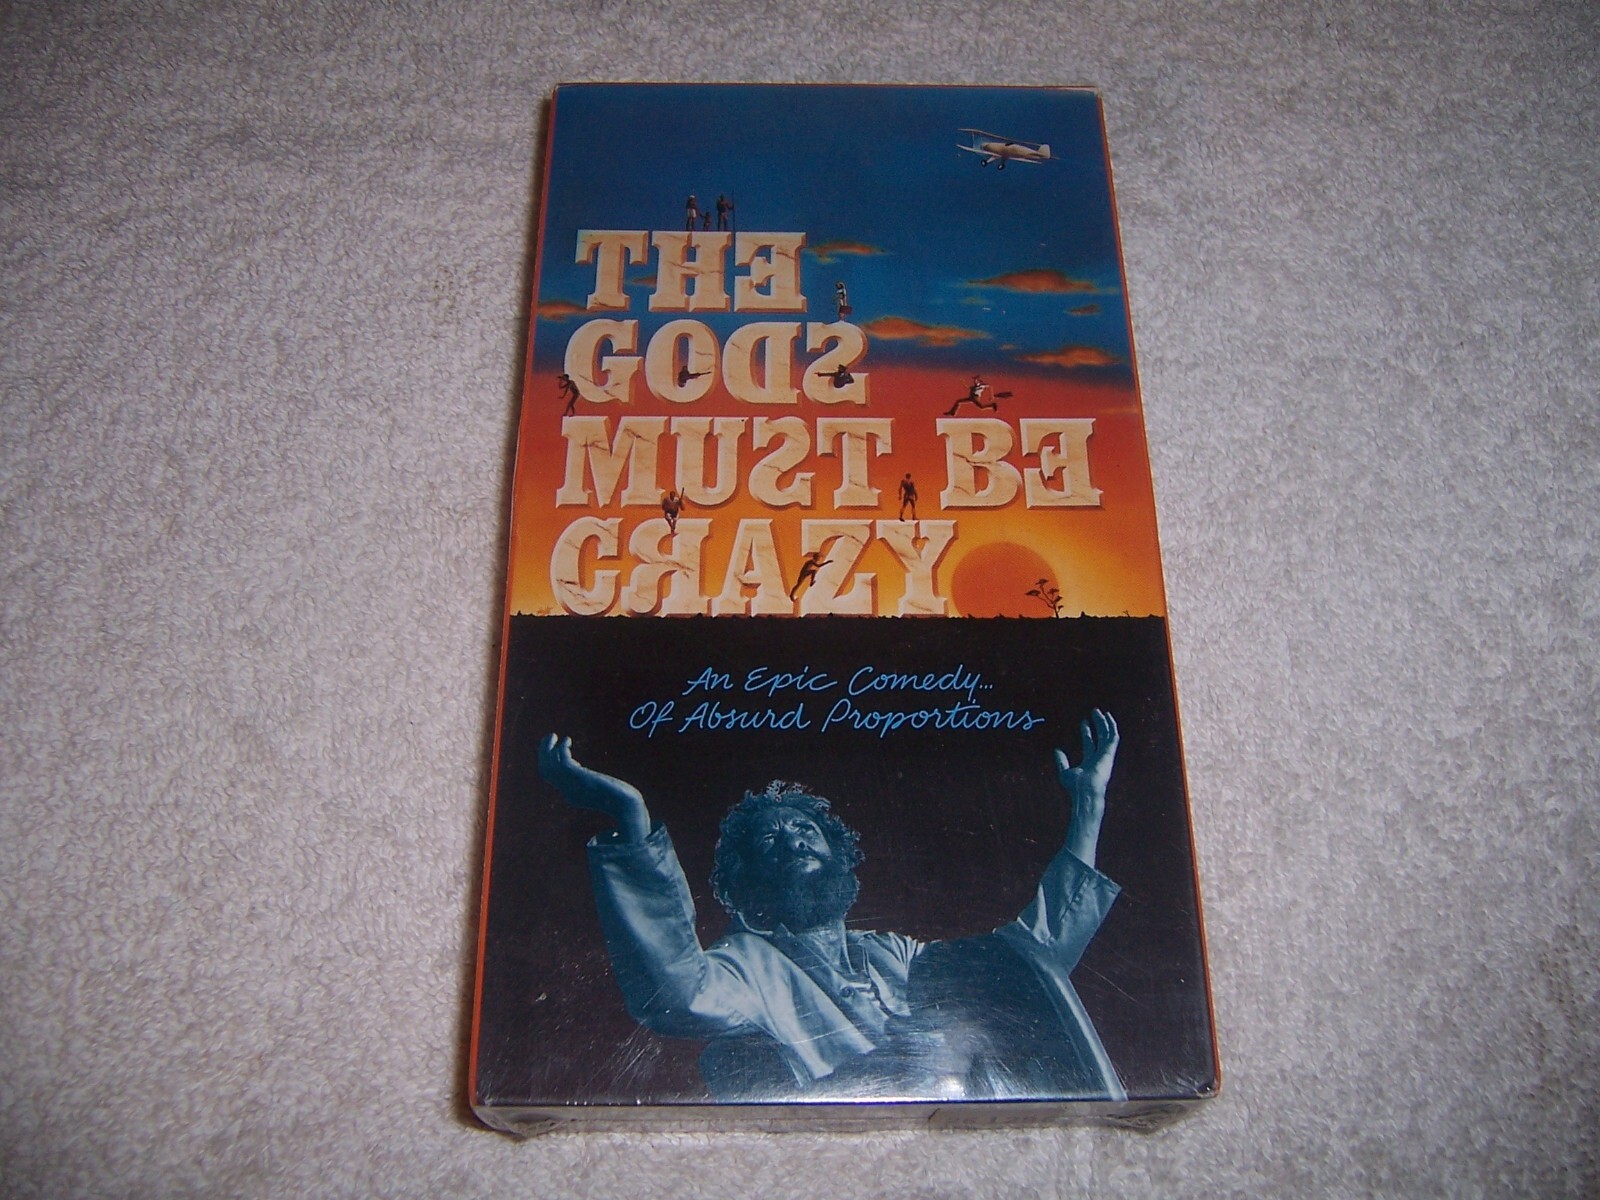 THE
GODS
MUST BE
CRAZY
An Epic Comedy...
Of Absurd Proportions